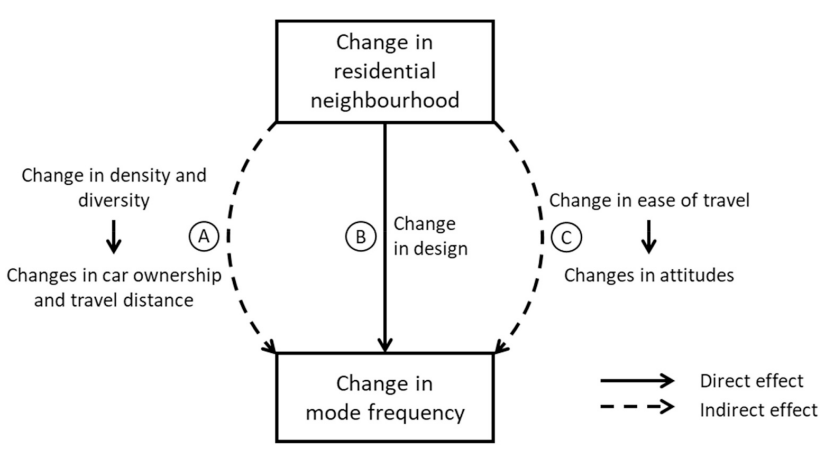 Change in
residential
neighbourhood
Change in density and
diversity
Changes in car ownership
and travel distance
A
B
Change
in design
C
Change in ease of travel
Changes in attitudes
Change in
mode frequency
Direct effect
Indirect effect